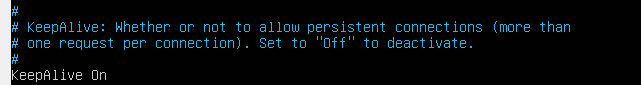 #
# KeepAlive: Whether or not to allow persistent connections (more than
# one request per connection). Set to "Off" to deactivate.
#
KeepAlive On